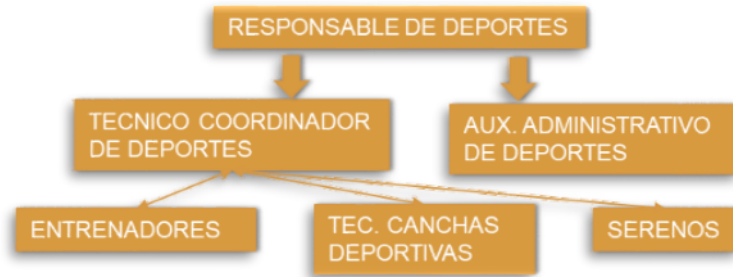 RESPONSABLE DE DEPORTES
TECNICO COORDINADOR
DE DEPORTES
AUX. ADMINISTRATIVO
DE DEPORTES
ENTRENADORES
TEC. CANCHAS
DEPORTIVAS
SERENOS